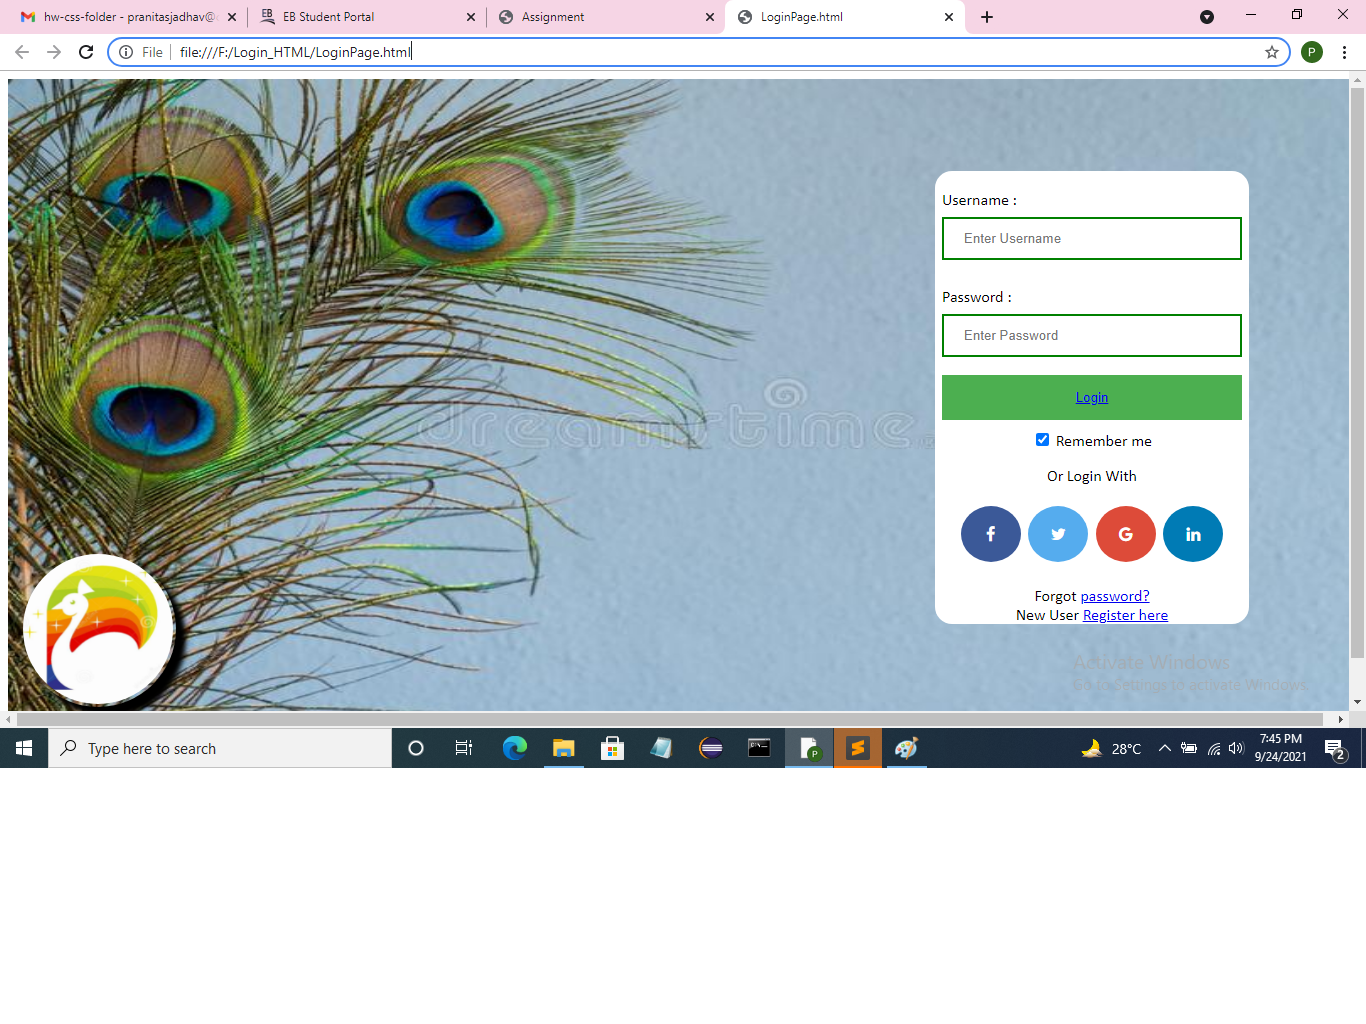 hw-css-folder - pranitasjadhav@
EB Student Portal
Assignment
LoginPage.html
File
file:///F:/Login_HTML/LoginPage.html
P
dreamstime.
Username :
Enter Username
Password :
Enter Password
Login
Remember me
Or Login With
f
G
in
Forgot password?
New User Register here
Activate Windows
Go to Settings to activate Windows.
Type here to search
28°C
7:45 PM
9/24/2021
2